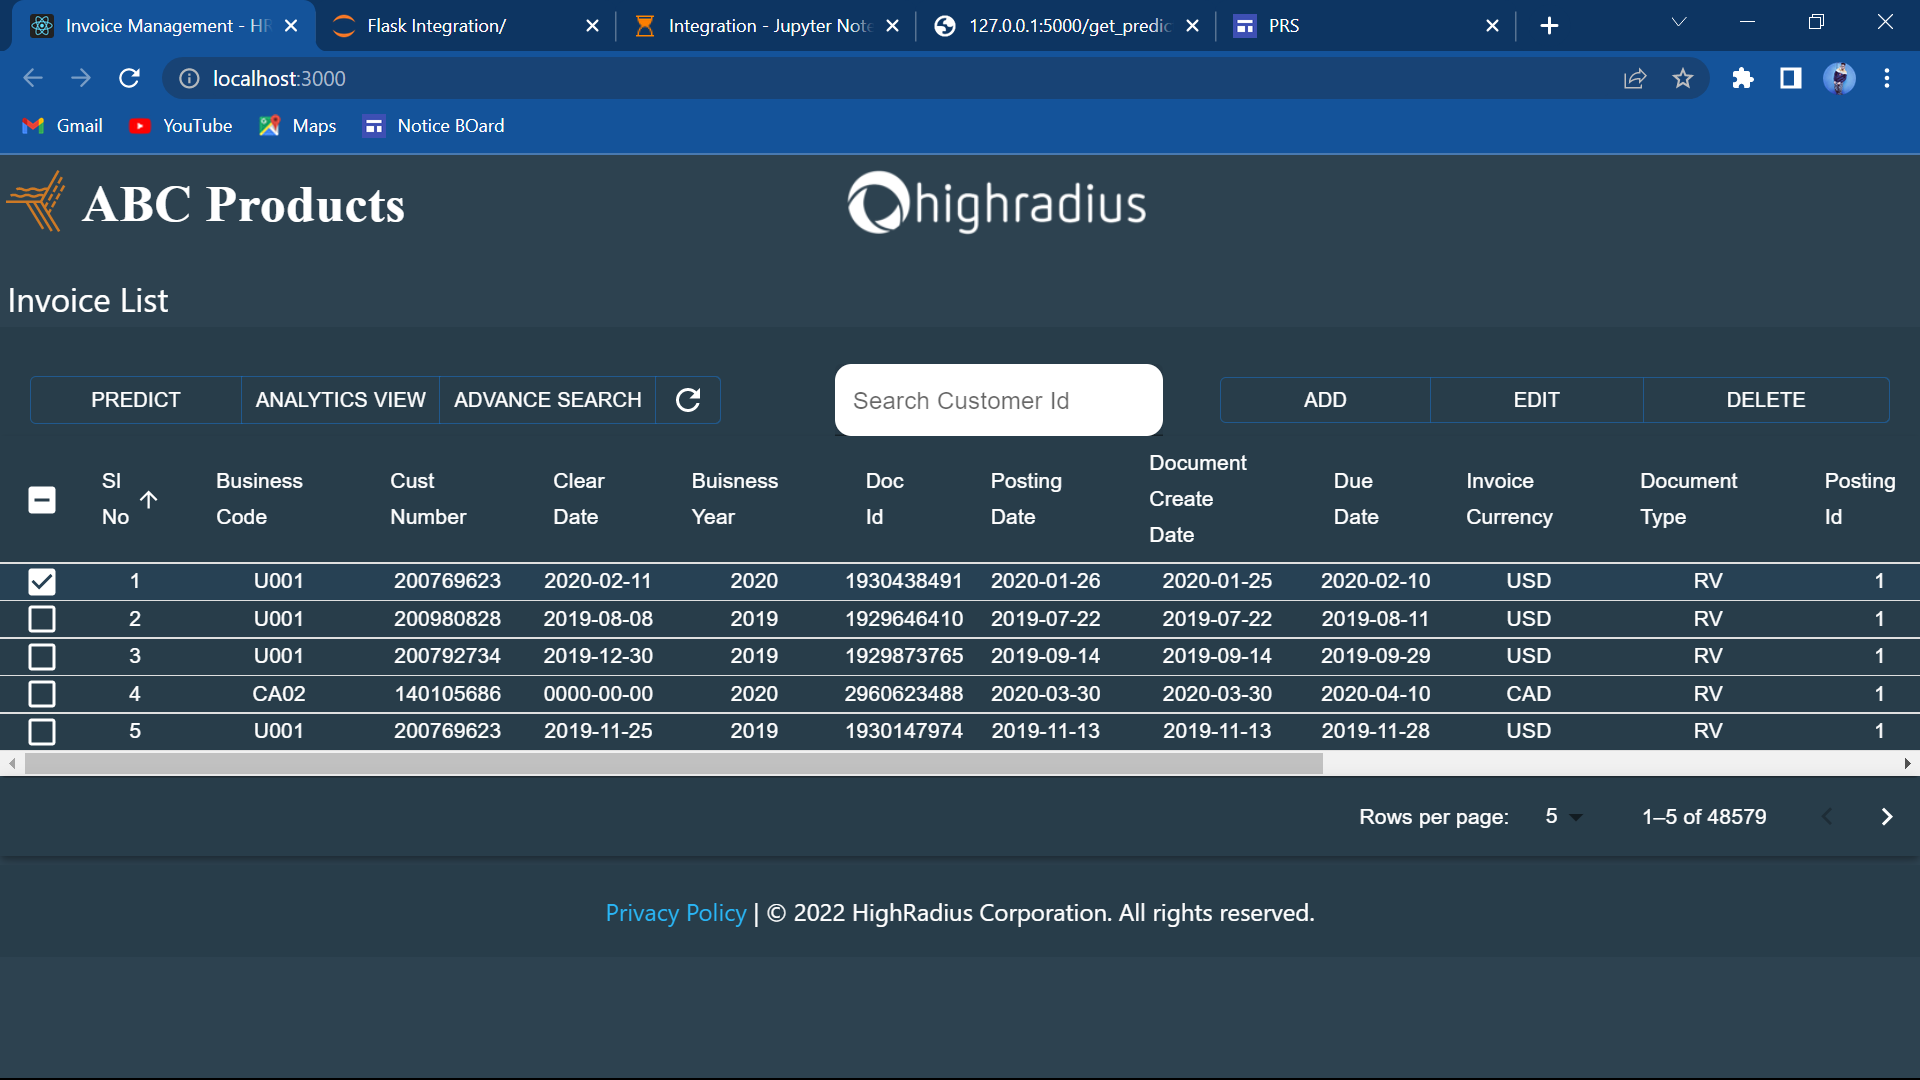 Invoice Management - HR
Flask Integration/
Integration - Jupyter Note
127.0.0.1:5000/get_predic
PRS
localhost:3000
Gmail
YouTube
Maps
Notice BOard
ABC Products
highradius
Invoice List
PREDICT
ANALYTICS VIEW
ADVANCE SEARCH
Search Customer Id
ADD
EDIT
DELETE
Sl No
Business Code
Cust Number
Clear Date
Buisness Year
Doc Id
Posting Date
Document Create Date
Due Date
Invoice Currency
Document Type
Posting Id
1 U001 200769623 2020-02-11 2020 1930438491 2020-01-26 2020-01-25 2020-02-10 USD RV 1
2 U001 200980828 2019-08-08 2019 1929646410 2019-07-22 2019-07-22 2019-08-11 USD RV 1
3 U001 200792734 2019-12-30 2019 1929873765 2019-09-14 2019-09-14 2019-09-29 USD RV 1
4 CA02 140105686 0000-00-00 2020 2960623488 2020-03-30 2020-03-30 2020-04-10 CAD RV 1
5 U001 200769623 2019-11-25 2019 1930147974 2019-11-13 2019-11-13 2019-11-28 USD RV 1
Rows per page: 5 1–5 of 48579
Privacy Policy | © 2022 HighRadius Corporation. All rights reserved.